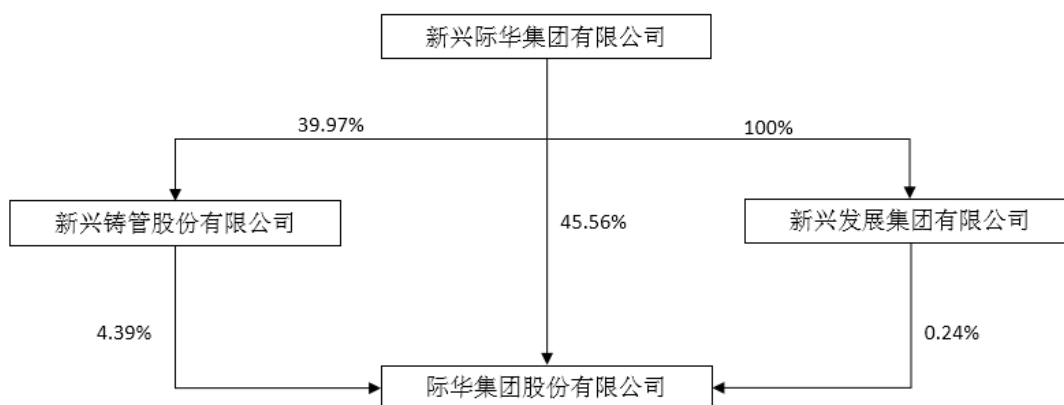 新兴际华集团有限公司
39.97%
100%
新兴铸管股份有限公司
45.56%
新兴发展集团有限公司
4.39%
0.24%
际华集团股份有限公司